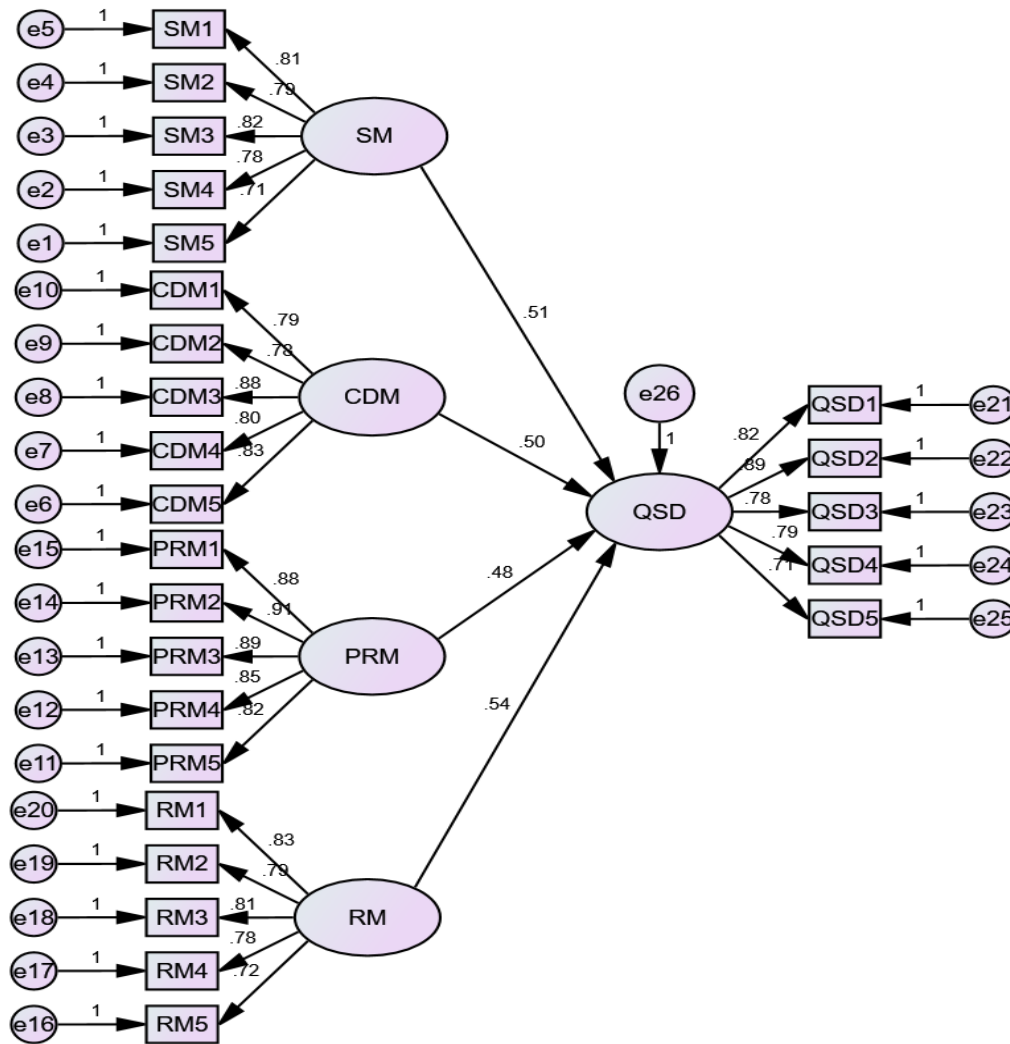 e5 1 SM1
.81
e4 1 SM2
.79
e3 1 SM3 .82 SM
.78
e2 1 SM4
.71
e1 1 SM5
e10 1 CDM1
.51
.79
e9 1 CDM2
.78
e8 1 CDM3 .88 CDM
.80
e7 1 CDM4
.83
e6 1 CDM5
.50
e26
1
QSD
.82
QSD1 1 e21
.89
QSD2 1 e22
.78
QSD3 1 e23
.79
QSD4 1 e24
.71
QSD5 1 e25
e15 1 PRM1
.88
e14 1 PRM2
.91
.48
e13 1 PRM3 .89 PRM
.85
e12 1 PRM4
.82
e11 1 PRM5
.54
e20 1 RM1
.83
e19 1 RM2
.79
e18 1 RM3 .81 RM
.78
e17 1 RM4
.72
e16 1 RM5